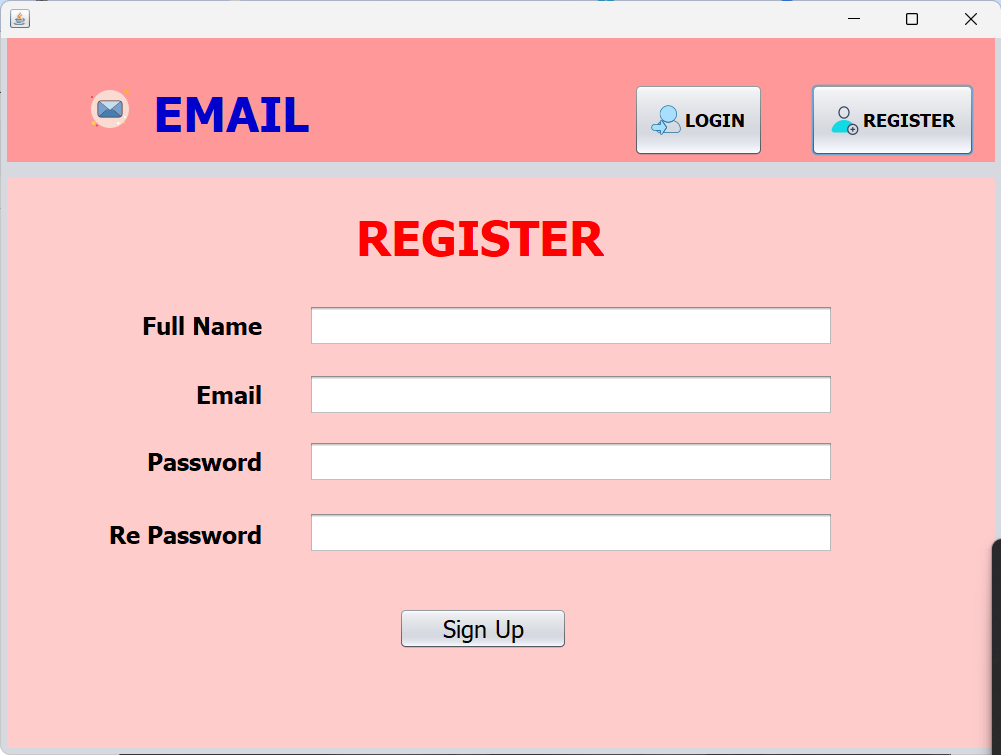 EMAIL
LOGIN
REGISTER
REGISTER
Full Name
Email
Password
Re Password
Sign Up